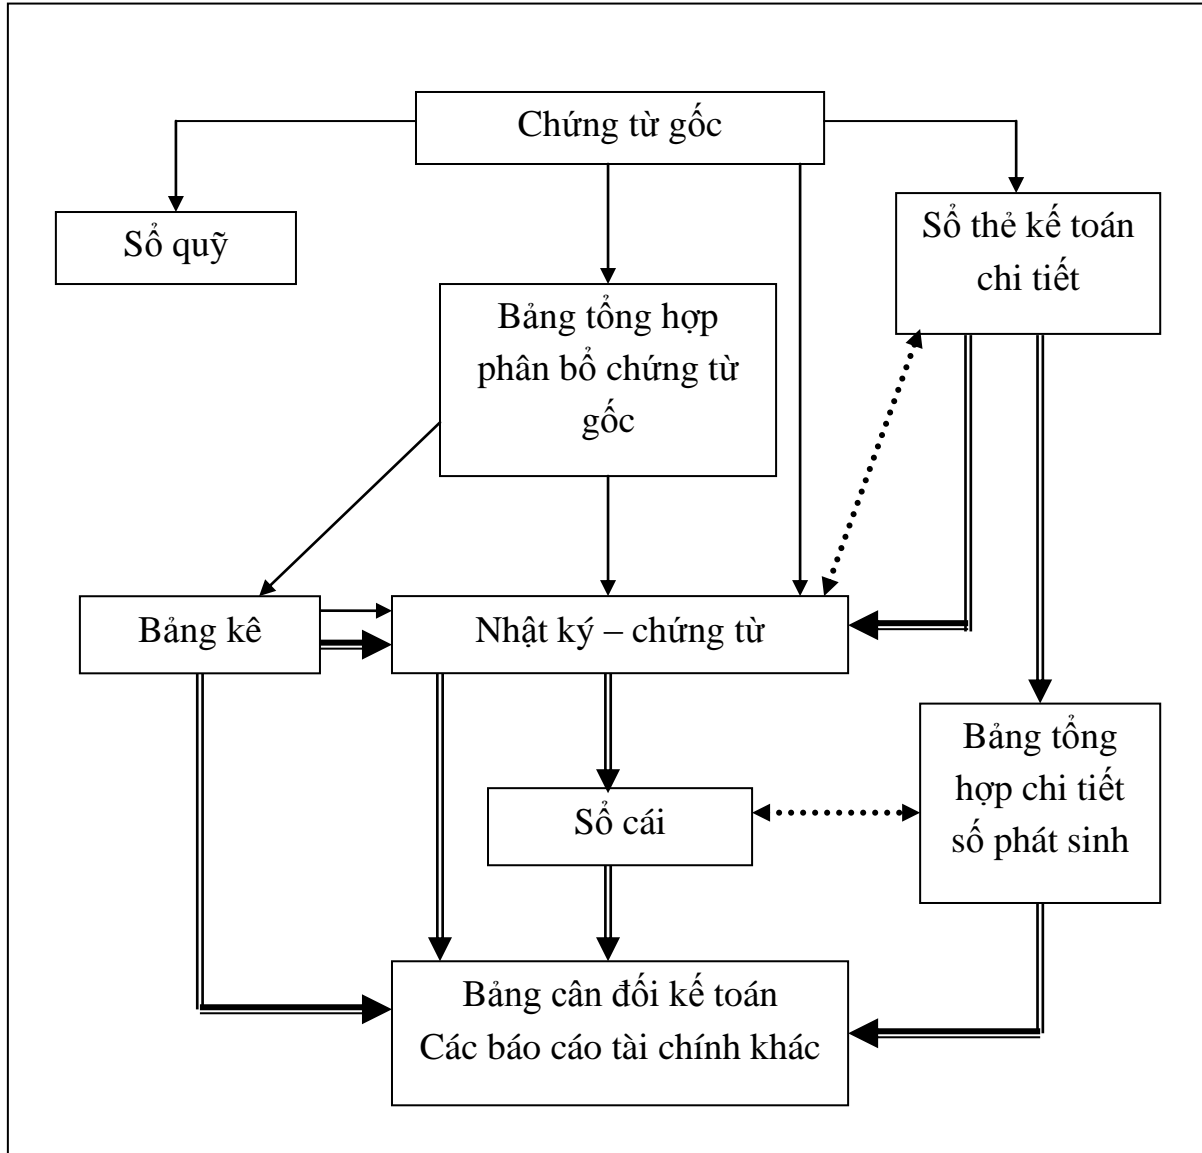 Chứng từ gốc
Sổ quỹ
Sổ thẻ kế toán
chi tiết
Bảng tổng hợp
phân bổ chứng từ
gốc
Bảng kê
Nhật ký – chứng từ
Bảng tổng
hợp chi tiết
số phát sinh
Sổ cái
Bảng cân đối kế toán
Các báo cáo tài chính khác